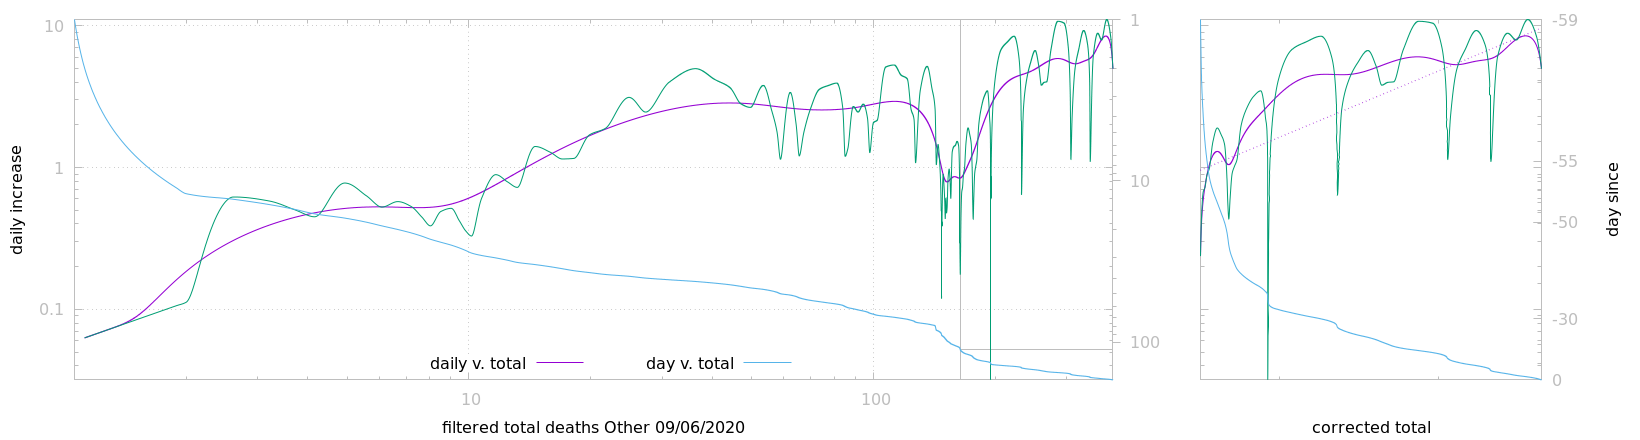 10
1
0.1
daily increase
daily v. total
day v. total
10
100
filtered total deaths Other 09/06/2020
1
10
100
-59
-55
-50
-30
0
day since
corrected total